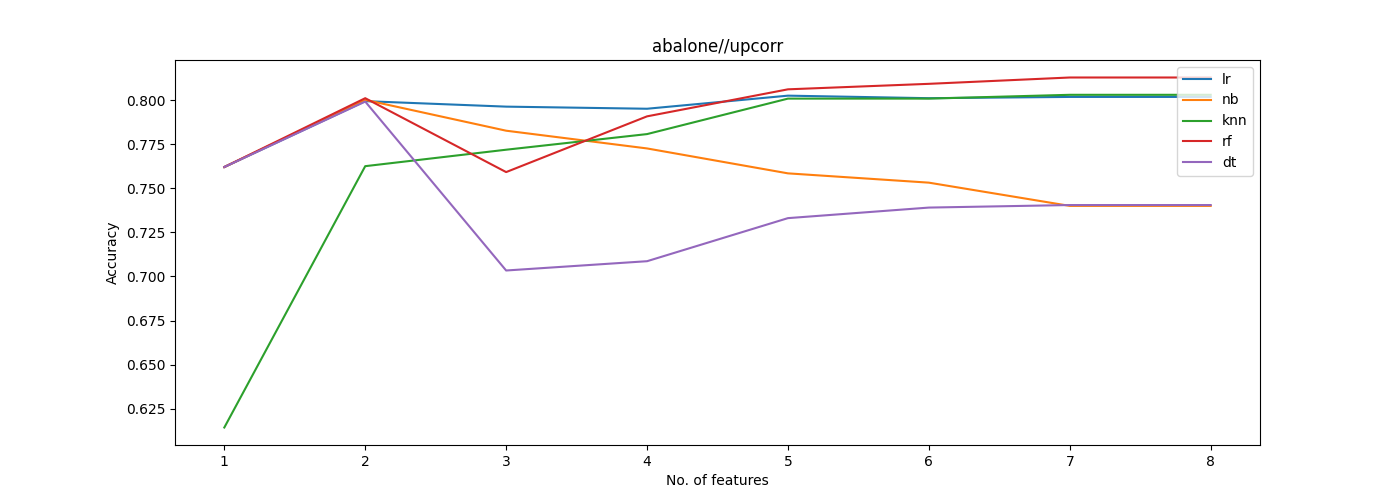 abalone//upcorr
Accuracy
0.800
0.775
0.750
0.725
0.700
0.675
0.650
0.625
lr
nb
knn
rf
dt
1 2 3 4 5 6 7 8
No. of features